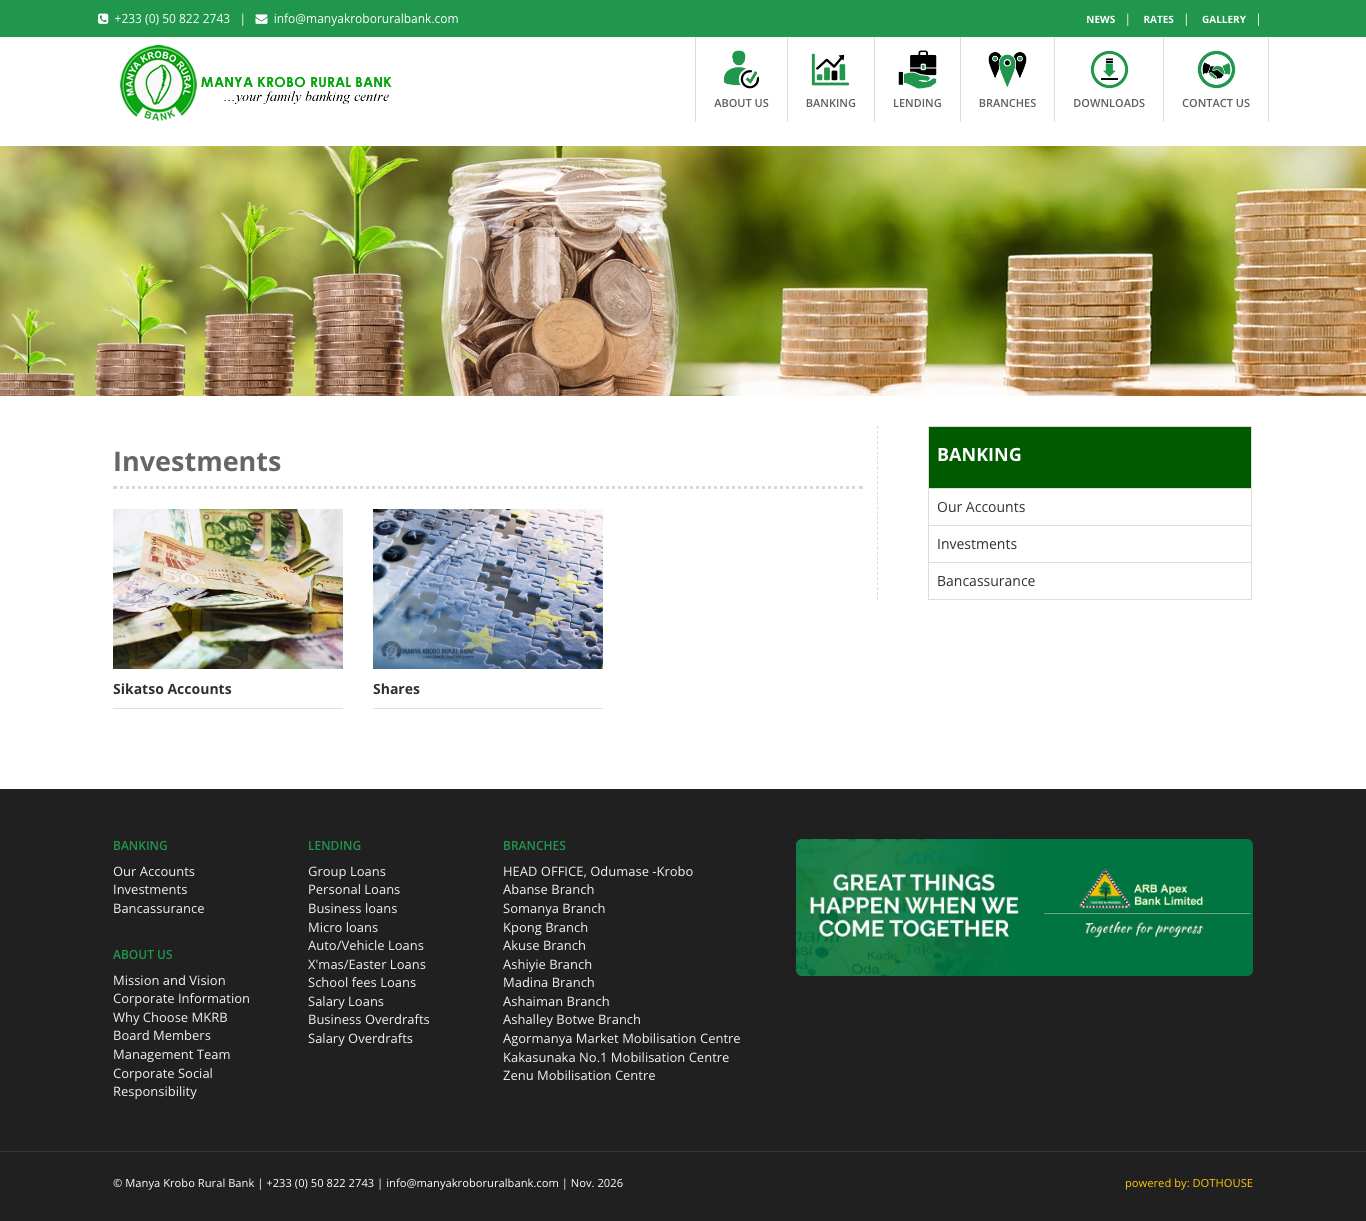 +233 (0) 50 822 2743 | info@manyakroboruralbank.com
NEWS | RATES | GALLERY |
MANYA KROBO RURAL BANK
MANYA KROBO RURAL BANK
...your family banking centre
ABOUT US
BANKING
LENDING
BRANCHES
DOWNLOADS
CONTACT US
Investments
50
10
MANYA KROBO RURAL BANK
Sikatso Accounts
Shares
BANKING
Our Accounts
Investments
Bancassurance
BANKING
Our Accounts
Investments
Bancassurance
ABOUT US
Mission and Vision
Corporate Information
Why Choose MKRB
Board Members
Management Team
Corporate Social
Responsibility
LENDING
Group Loans
Personal Loans
Business loans
Micro loans
Auto/Vehicle Loans
X'mas/Easter Loans
School fees Loans
Salary Loans
Business Overdrafts
Salary Overdrafts
BRANCHES
HEAD OFFICE, Odumase -Krobo
Abanse Branch
Somanya Branch
Kpong Branch
Akuse Branch
Ashiyie Branch
Madina Branch
Ashaiman Branch
Ashalley Botwe Branch
Agormanya Market Mobilisation Centre
Kakasunaka No.1 Mobilisation Centre
Zenu Mobilisation Centre
GREAT THINGS
HAPPEN WHEN WE
COME TOGETHER
ARB Apex
Bank Limited
Together for progress
Oda
© Manya Krobo Rural Bank | +233 (0) 50 822 2743 | info@manyakroboruralbank.com | Nov. 2026
powered by: DOTHOUSE